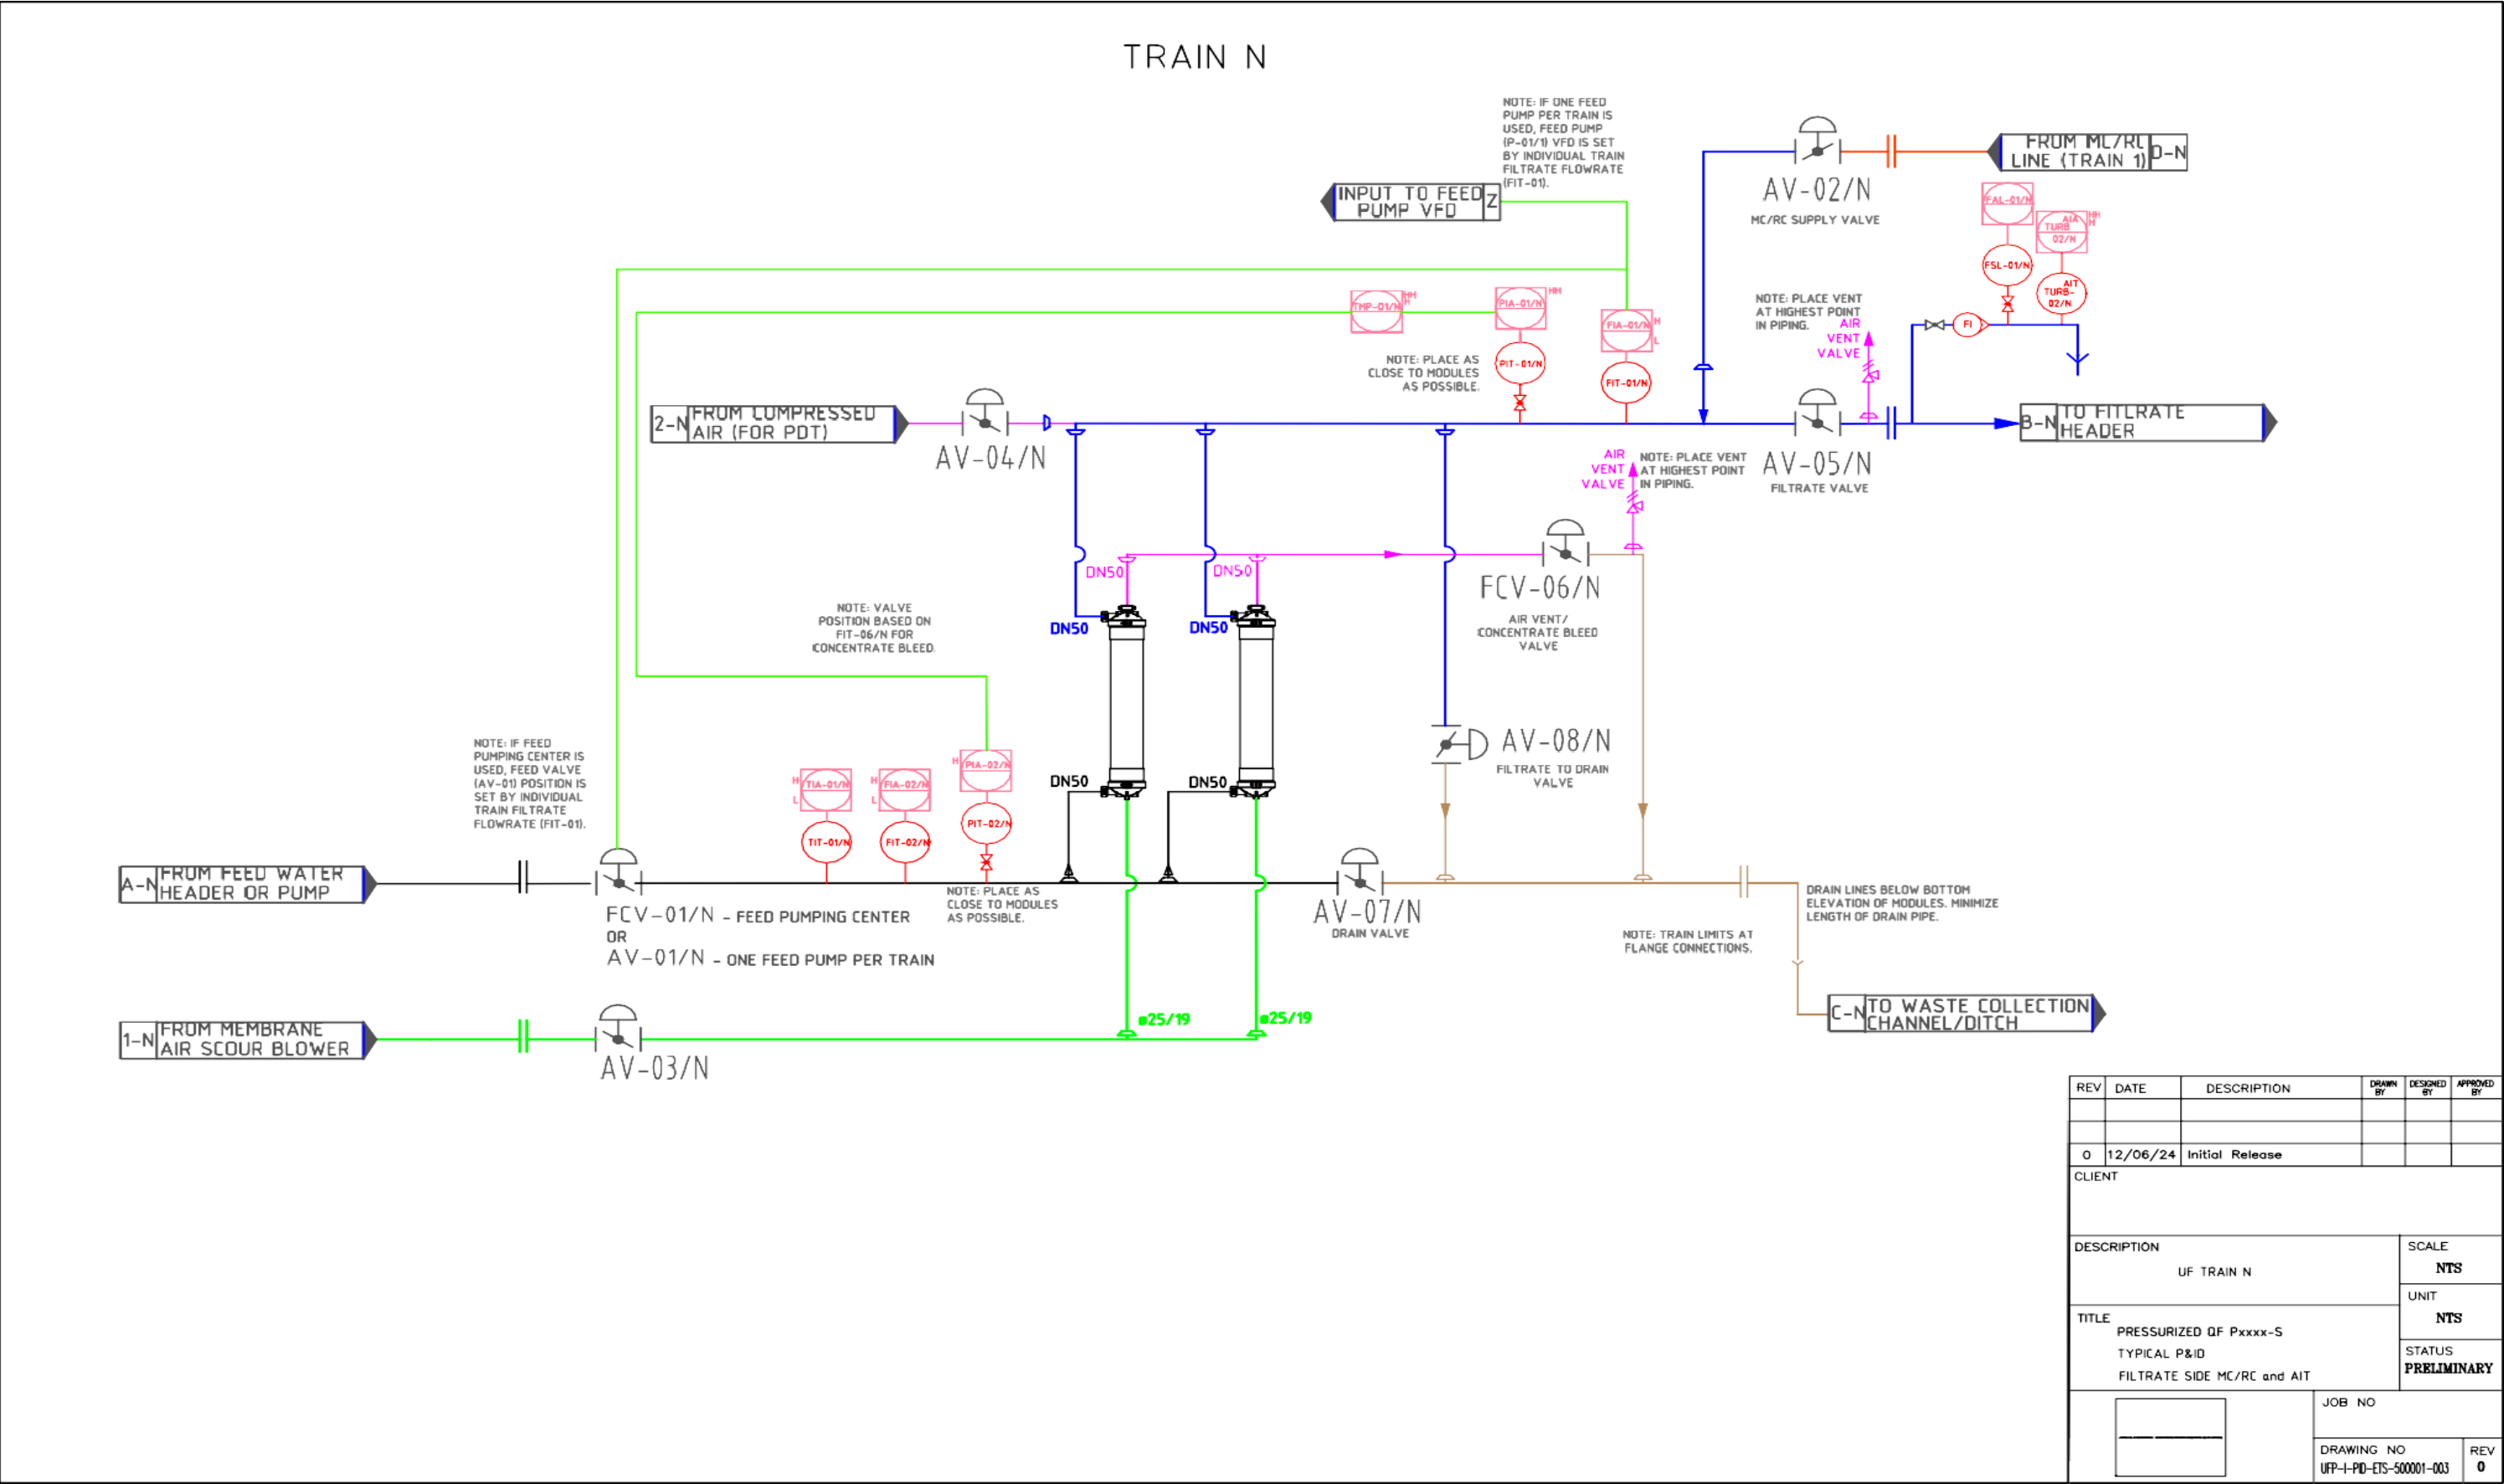 TRAIN N
NOTE: IF ONE FEED
PUMP PER TRAIN IS
USED, FEED PUMP
(P-01/1) VFD IS SET
BY INDIVIDUAL TRAIN
FILTRATE FLOWRATE
(FIT-01).
INPUT TO FEED
PUMP VFD
Z
AV-02/N
MC/RC SUPPLY VALVE
FROM MC/RC
LINE (TRAIN 1)
D-N
FAL-01/N
AIA
TURB
02/N
HH
H
FSL-01/N
AIT
TURB-
02/N
FI
NOTE: PLACE VENT
AT HIGHEST POINT
IN PIPING.
AIR
VENT
VALVE
TMP-01/N
HH
H
PIA-01/N
HH
FIA-01/N
H
L
NOTE: PLACE AS
CLOSE TO MODULES
AS POSSIBLE.
PIT-01/N
FIT-01/N
2-N
FROM COMPRESSED
AIR (FOR PDT)
AV-04/N
AIR
VENT
VALVE
NOTE: PLACE VENT
AT HIGHEST POINT
IN PIPING.
AV-05/N
FILTRATE VALVE
B-N
TO FITLRATE
HEADER
DN50
DN50
FCV-06/N
AIR VENT/
CONCENTRATE BLEED
VALVE
NOTE: VALVE
POSITION BASED ON
FIT-06/N FOR
CONCENTRATE BLEED.
DN50
DN50
AV-08/N
FILTRATE TO DRAIN
VALVE
NOTE: IF FEED
PUMPING CENTER IS
USED, FEED VALVE
(AV-01) POSITION IS
SET BY INDIVIDUAL
TRAIN FILTRATE
FLOWRATE (FIT-01).
H
TIA-01/N
L
H
FIA-02/N
L
H
PIA-02/N
DN50
DN50
TIT-01/N
FIT-02/N
PIT-02/N
A-N
FROM FEED WATER
HEADER OR PUMP
NOTE: PLACE AS
CLOSE TO MODULES
AS POSSIBLE.
FCV-01/N - FEED PUMPING CENTER
OR
AV-01/N - ONE FEED PUMP PER TRAIN
AV-07/N
DRAIN VALVE
DRAIN LINES BELOW BOTTOM
ELEVATION OF MODULES. MINIMIZE
LENGTH OF DRAIN PIPE.
NOTE: TRAIN LIMITS AT
FLANGE CONNECTIONS.
C-N
TO WASTE COLLECTION
CHANNEL/DITCH
1-N
FROM MEMBRANE
AIR SCOUR BLOWER
AV-03/N
ø25/19
ø25/19
REV DATE DESCRIPTION DRAWN BY DESIGNED BY APPROVED BY
0 12/06/24 Initial Release
CLIENT
DESCRIPTION
UF TRAIN N
SCALE
NTS
UNIT
NTS
TITLE
PRESSURIZED QF Pxxxx-S
TYPICAL P&ID
FILTRATE SIDE MC/RC and AIT
STATUS
PRELIMINARY
JOB NO
DRAWING NO
UFP-I-PID-ETS-500001-003
REV
0